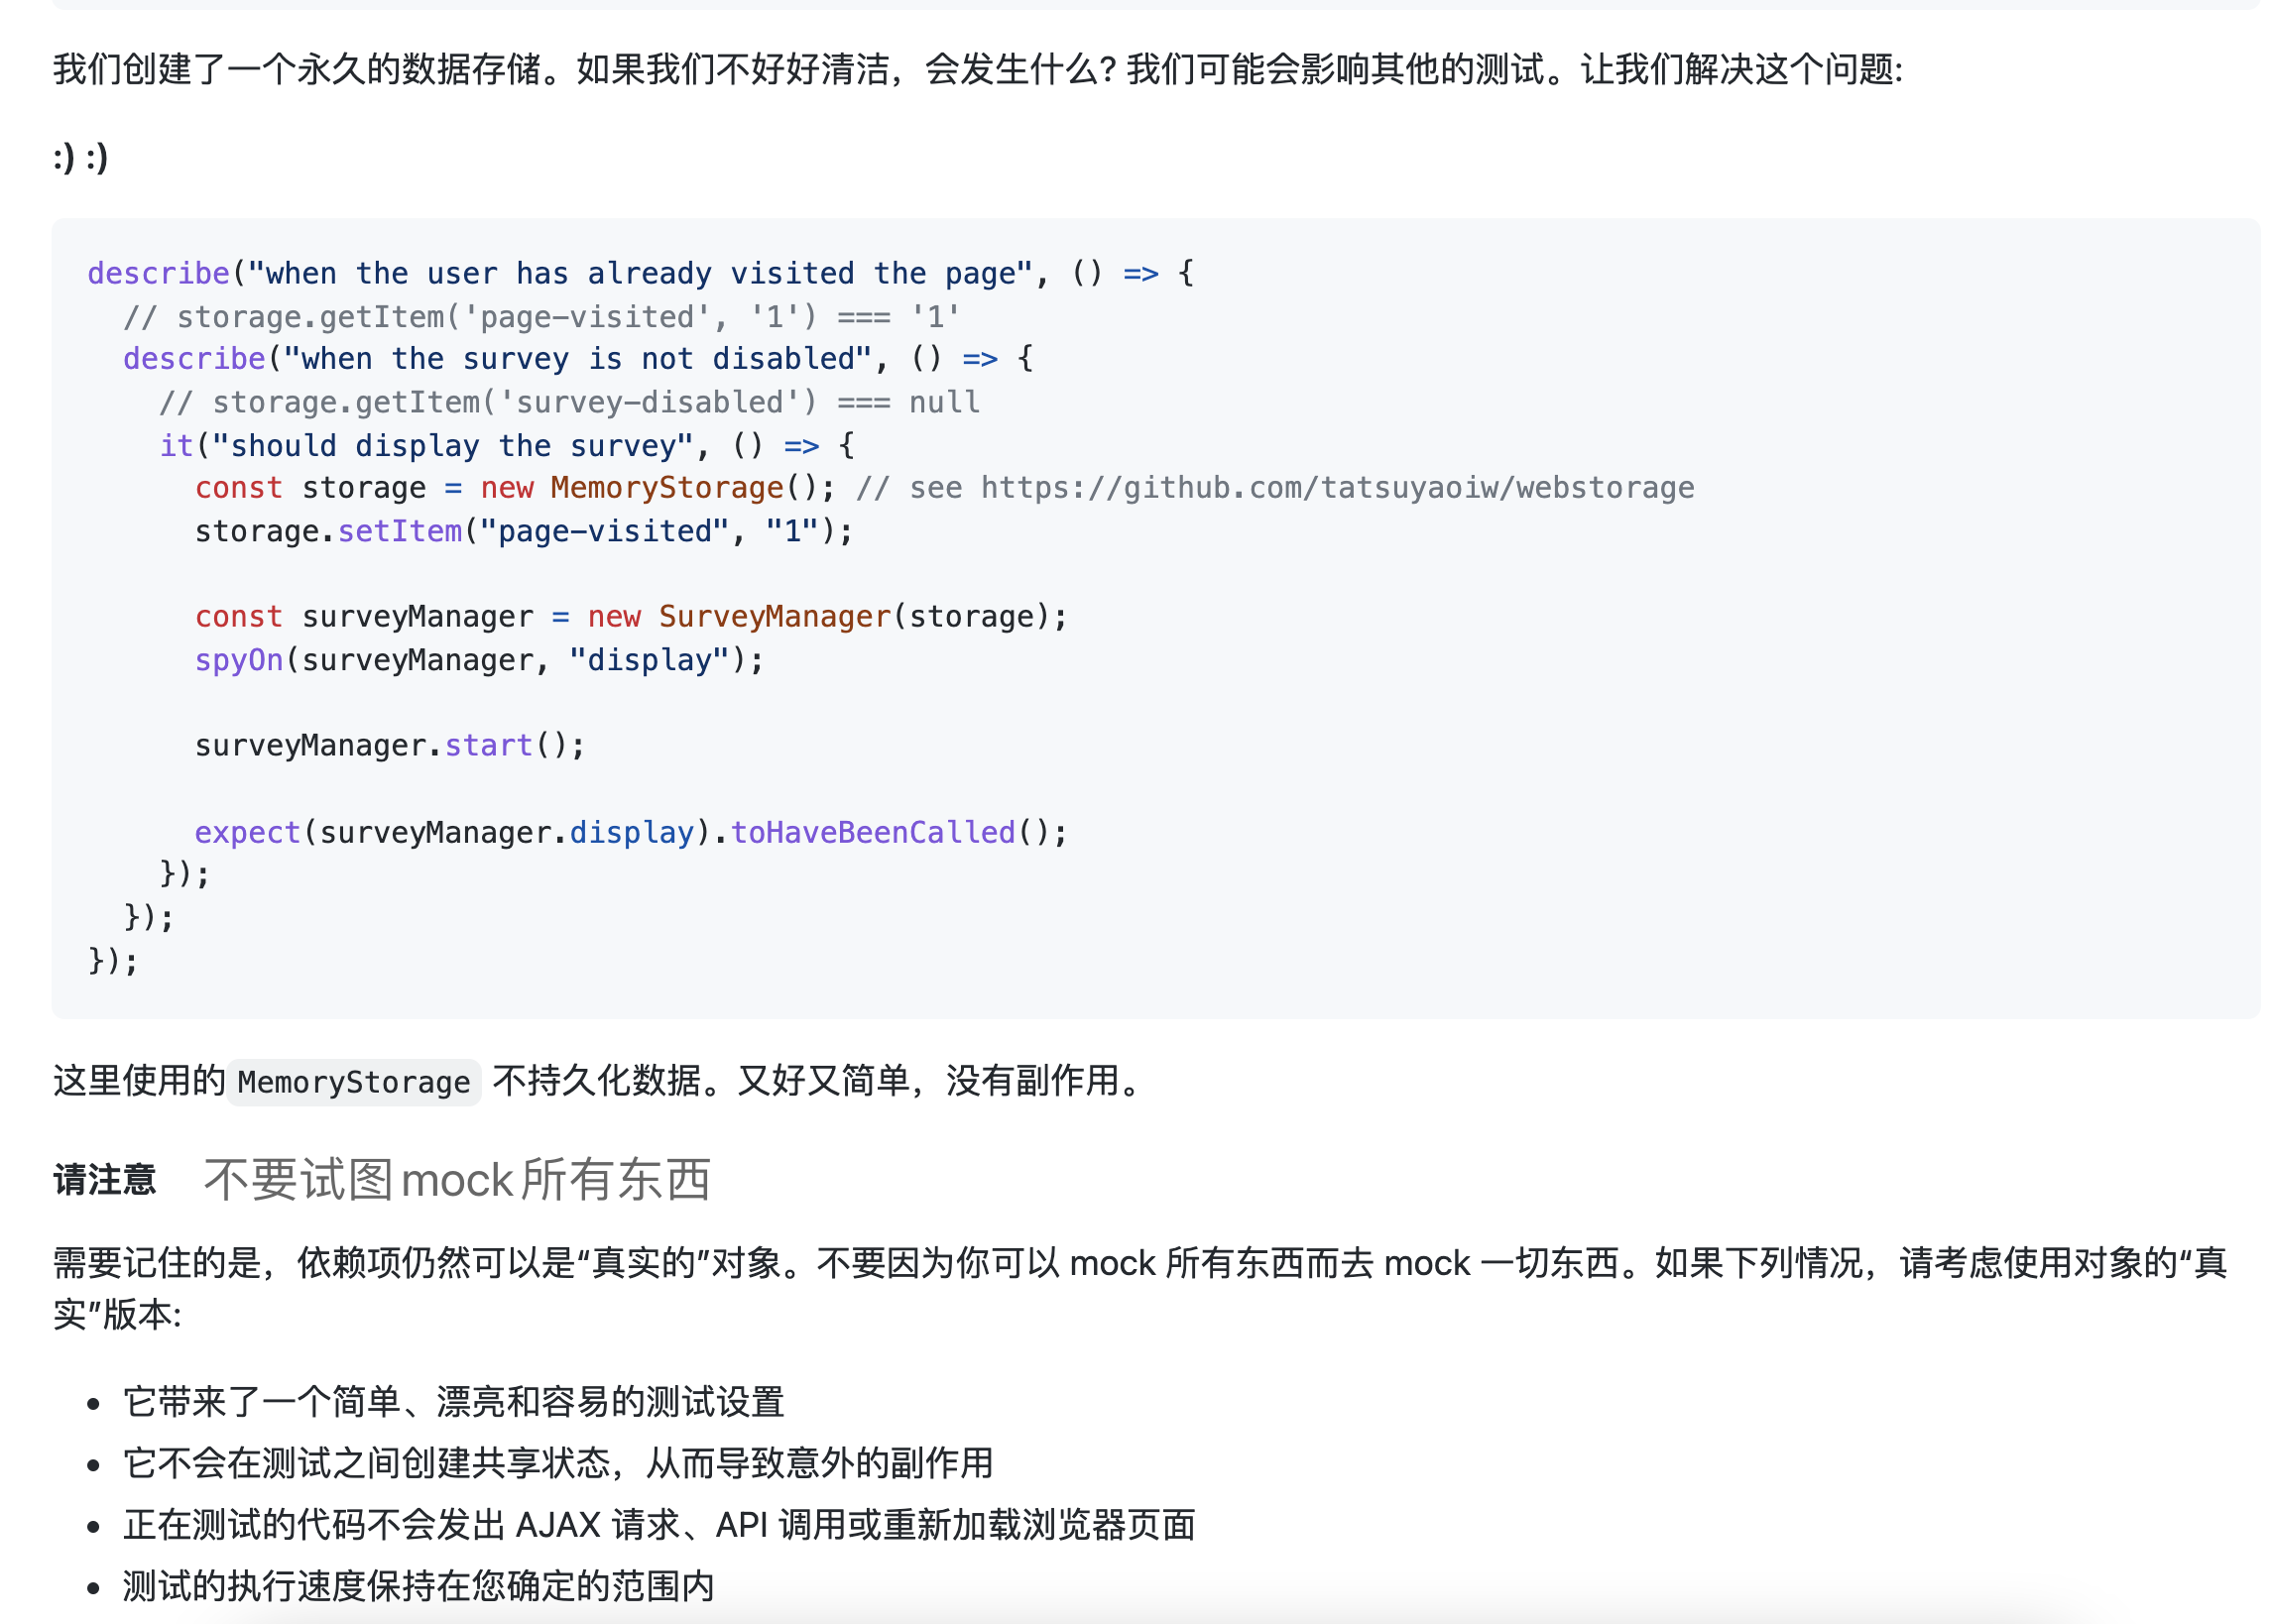 我们创建了一个永久的数据存储。如果我们不好好清洁，会发生什么? 我们可能会影响其他的测试。让我们解决这个问题:
:) :)
describe("when the user has already visited the page", () => {
  // storage.getItem('page-visited', '1') === '1'
  describe("when the survey is not disabled", () => {
    // storage.getItem('survey-disabled') === null
    it("should display the survey", () => {
      const storage = new MemoryStorage(); // see https://github.com/tatsuyaoiw/webstorage
      storage.setItem("page-visited", "1");
      const surveyManager = new SurveyManager(storage);
      spyOn(surveyManager, "display");
      surveyManager.start();
      expect(surveyManager.display).toHaveBeenCalled();
    });
  });
});
这里使用的 MemoryStorage 不持久化数据。又好又简单，没有副作用。
请注意 不要试图mock所有东西
需要记住的是，依赖项仍然可以是“真实的”对象。不要因为你可以 mock 所有东西而去 mock 一切东西。如果下列情况，请考虑使用对象的“真
实”版本:
• 它带来了一个简单、漂亮和容易的测试设置
• 它不会在测试之间创建共享状态，从而导致意外的副作用
• 正在测试的代码不会发出 AJAX 请求、API 调用或重新加载浏览器页面
• 测试的执行速度保持在您确定的范围内